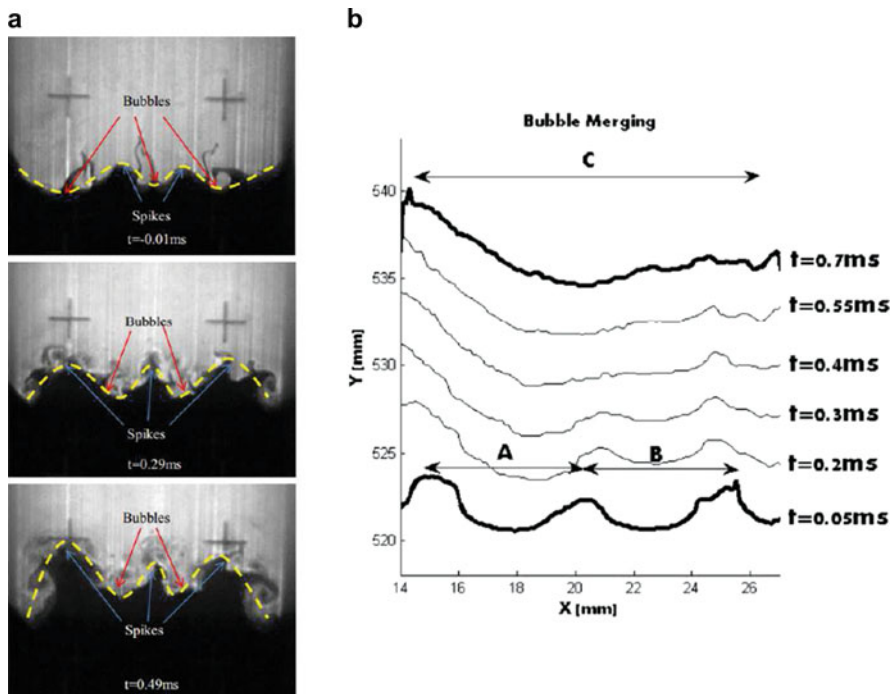 a
Bubbles
Spikes
t=-0.01ms
Bubbles
Spikes
t=0.29ms
Bubbles
Spikes
t=0.49ms
b
Bubble Merging
C
540
535
530
525
520
Y [mm]
t=0.7ms
t=0.55ms
t=0.4ms
t=0.3ms
t=0.2ms
t=0.05ms
A
B
14
16
18
20
22
24
26
X [mm]